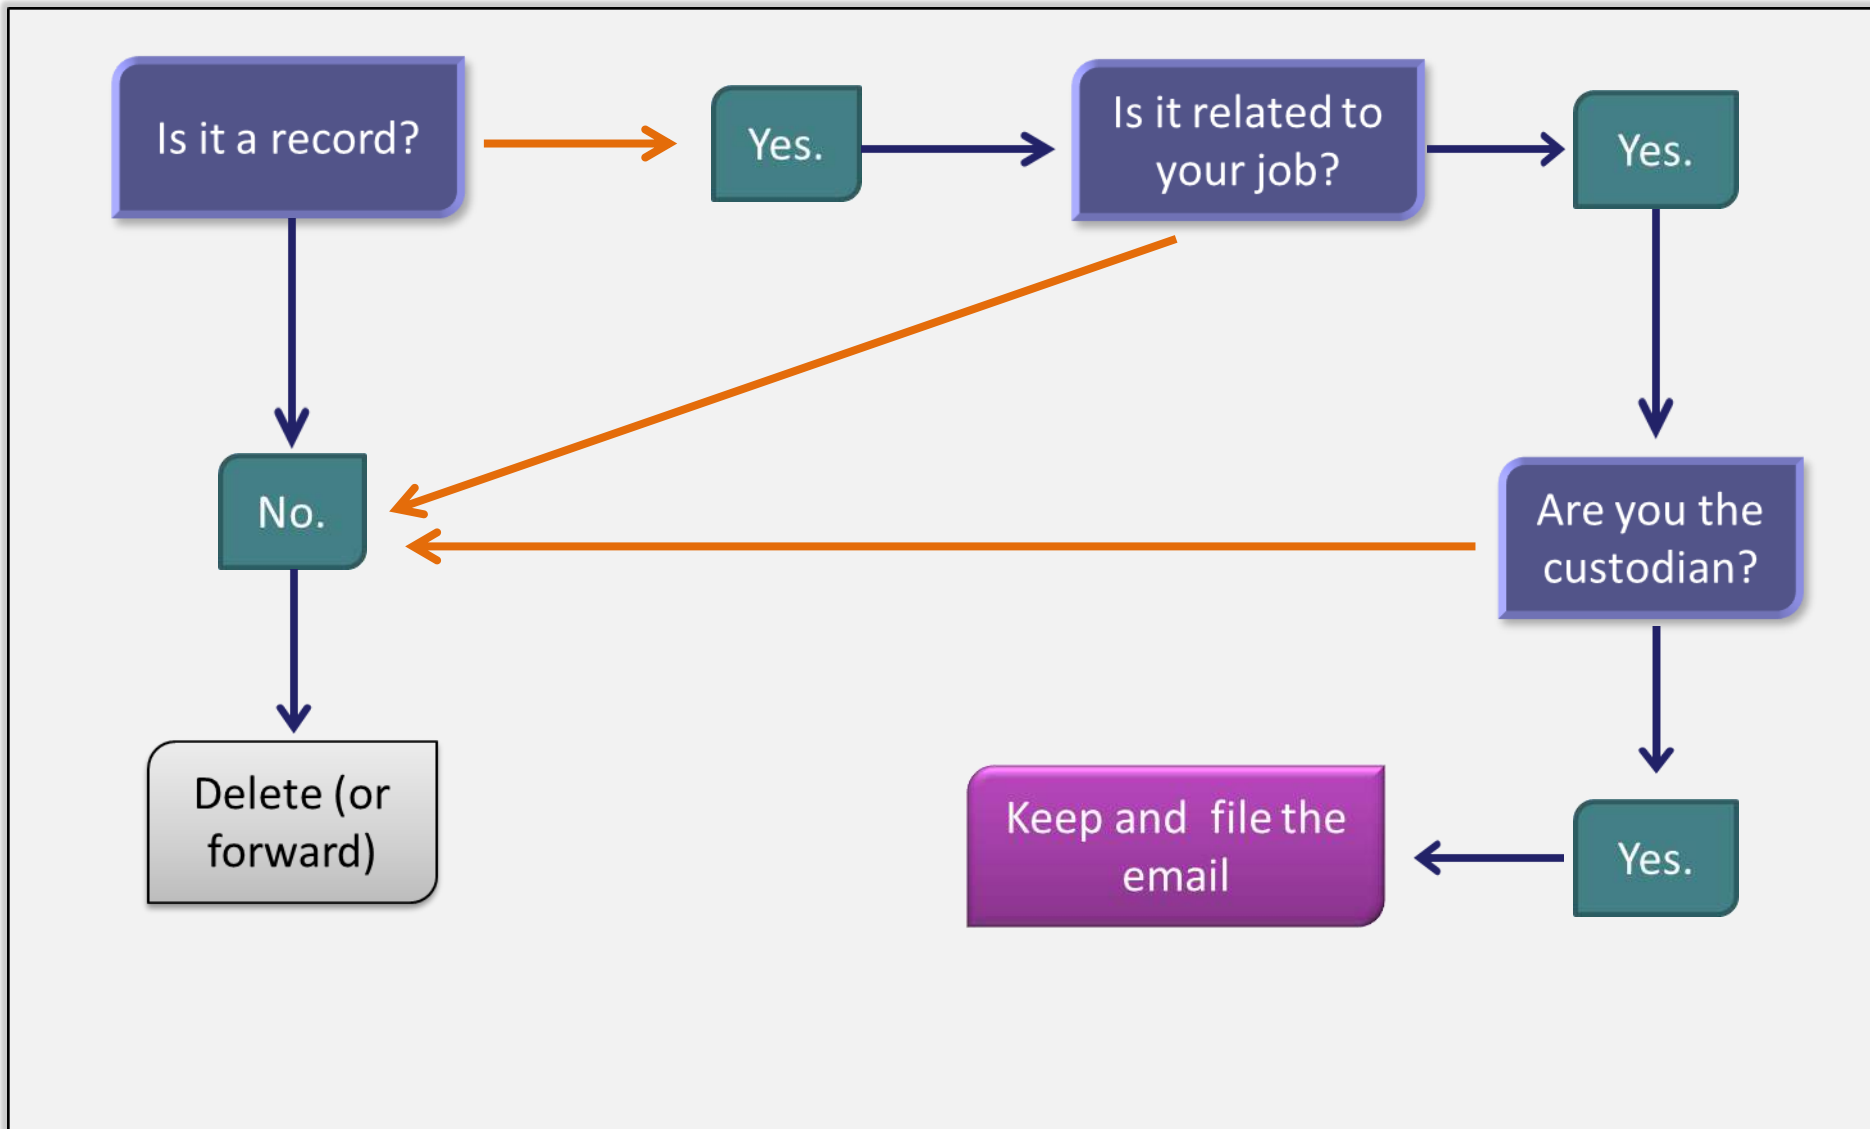 Is it a record?
Yes.
Is it related to
your job?
Yes.
No.
Are you the
custodian?
Delete (or
forward)
Keep and  file the
email
Yes.